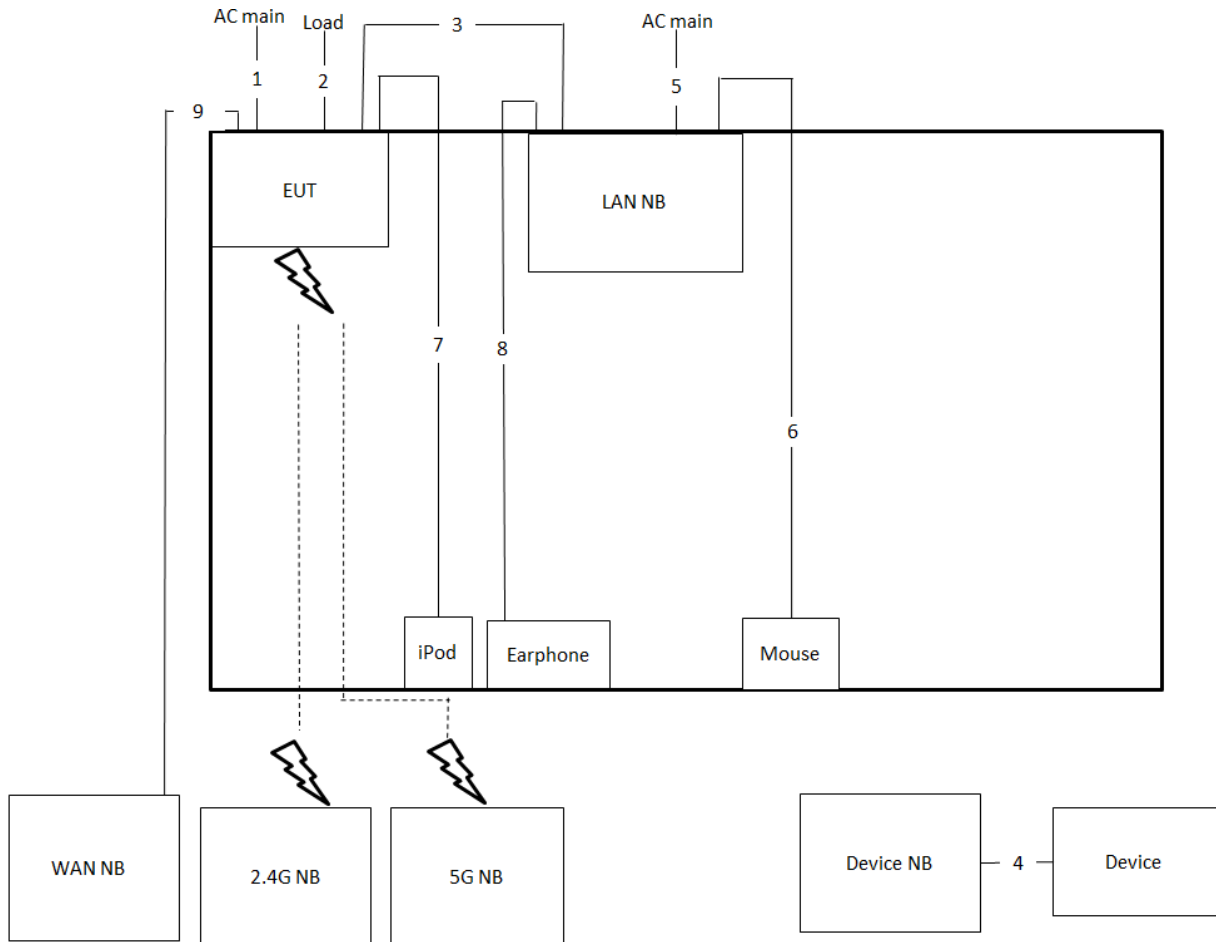 AC main
Load
3
AC main
1
2
5
9
EUT
LAN NB
7
8
6
iPod
Earphone
Mouse
WAN NB
2.4G NB
5G NB
Device NB
4
Device